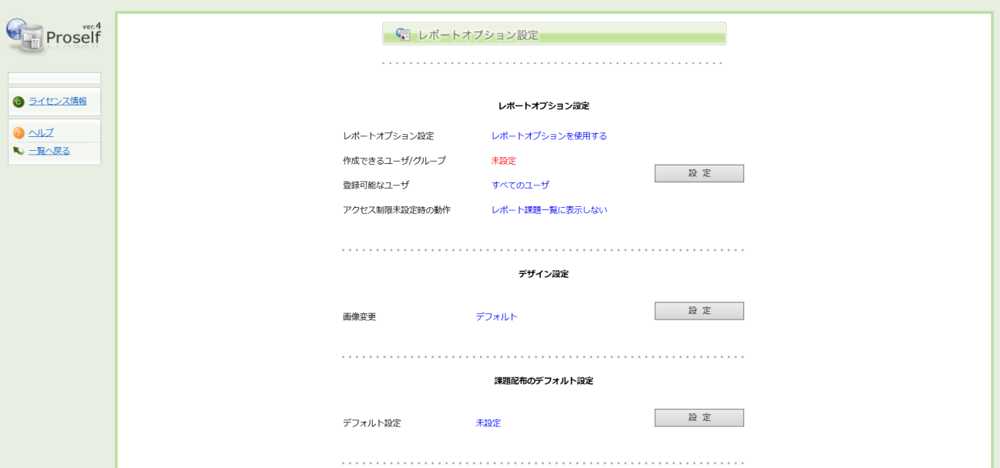 ver.4
Proself
ライセンス情報
ヘルプ
一覧へ戻る
レポートオプション設定
レポートオプション設定
レポートオプション設定 レポートオプションを使用する
作成できるユーザ/グループ 未設定
設 定
登録可能なユーザ すべてのユーザ
アクセス制限未設定時の動作 レポート課題一覧に表示しない
デザイン設定
画像変更 デフォルト 設 定
課題配布のデフォルト設定
デフォルト設定 未設定 設 定